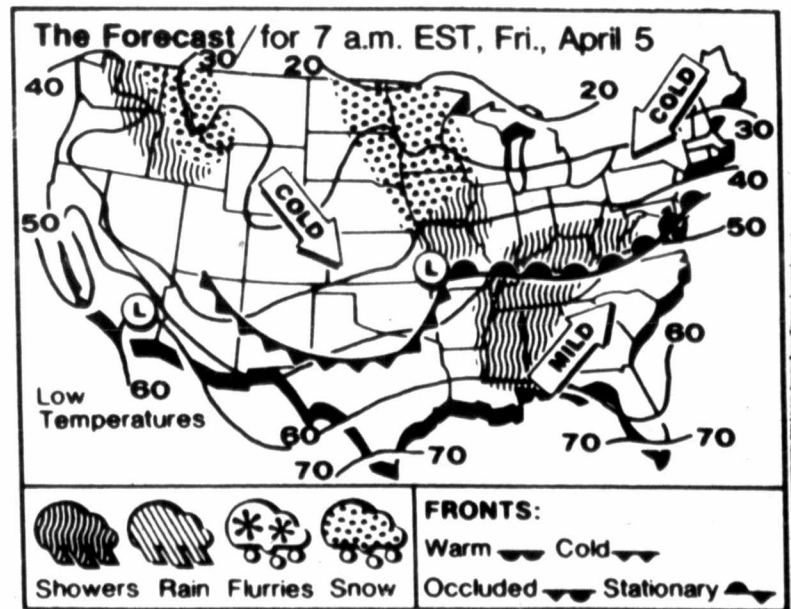 The Forecast for 7 a.m. EST, Fri., April 5
40 30 20 20
COLD
30
40
COLD
50 50
L
L
MILD
60
60
Low
Temperatures
60
70 70 70 70
FRONTS:
Warm Cold
Showers Rain Flurries Snow Occluded Stationary